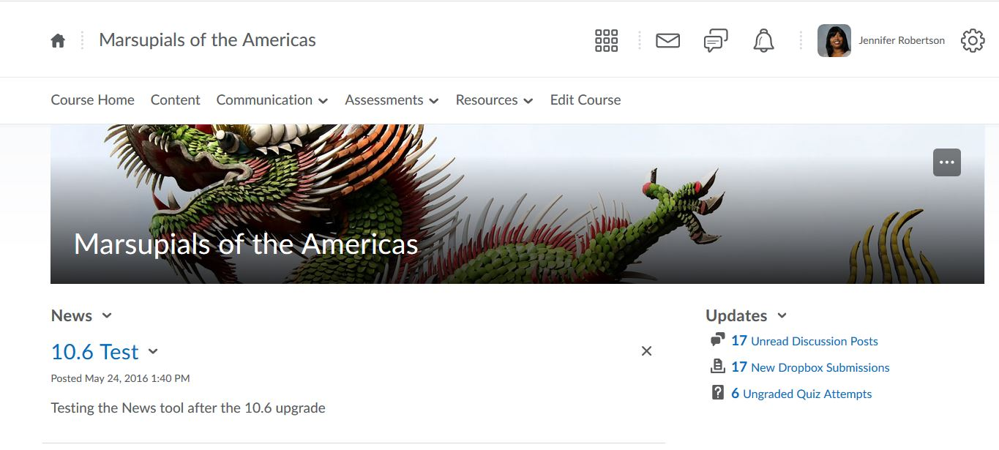 Marsupials of the Americas
Jennifer Robertson
Course Home Content Communication Assessments Resources Edit Course
Marsupials of the Americas
News
10.6 Test
Posted May 24, 2016 1:40 PM
Testing the News tool after the 10.6 upgrade
Updates
17 Unread Discussion Posts
17 New Dropbox Submissions
6 Ungraded Quiz Attempts